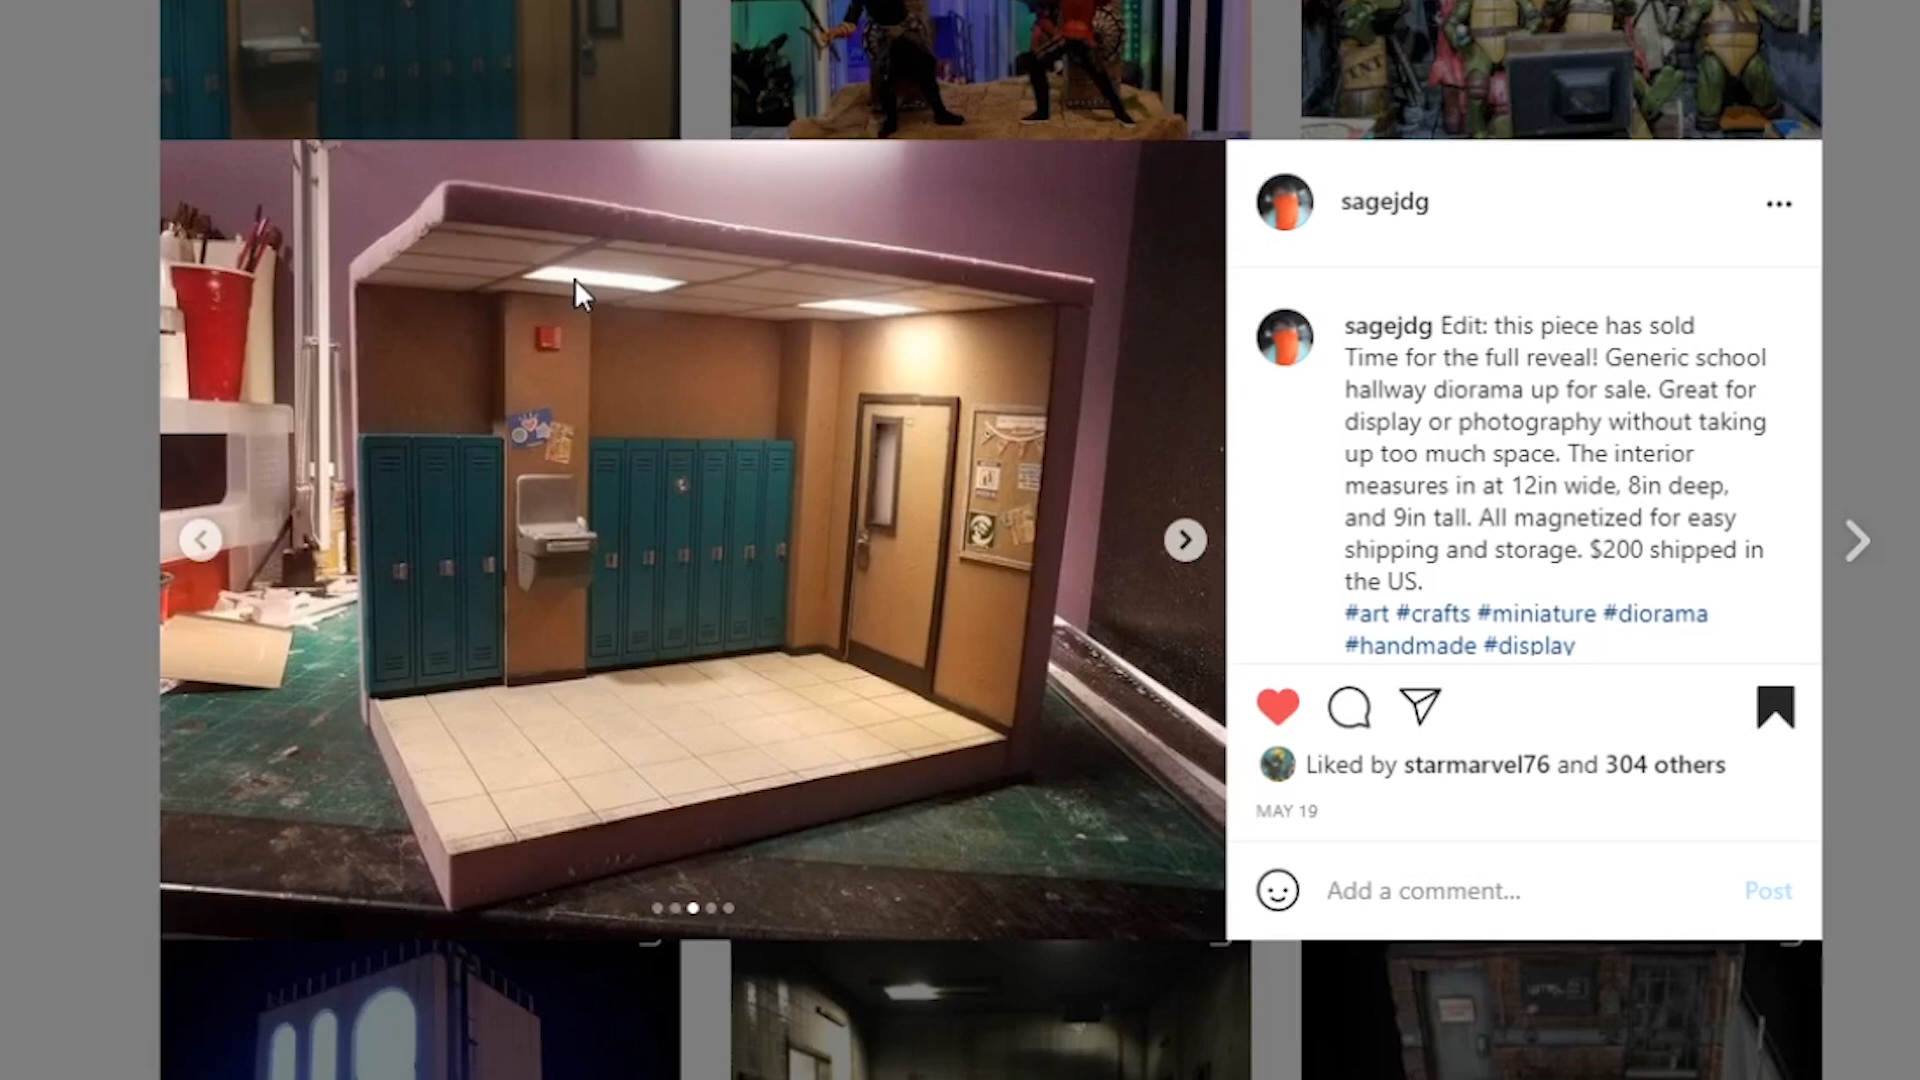 TNT
sagejdg
sagejdg Edit: this piece has sold
Time for the full reveal! Generic school
hallway diorama up for sale. Great for
display or photography without taking
up too much space. The interior
measures in at 12in wide, 8in deep,
and 9in tall. All magnetized for easy
shipping and storage. $200 shipped in
the US.
#art #crafts #miniature #diorama
#handmade #display
Liked by starmarvel76 and 304 others
MAY 19
Add a comment... Post